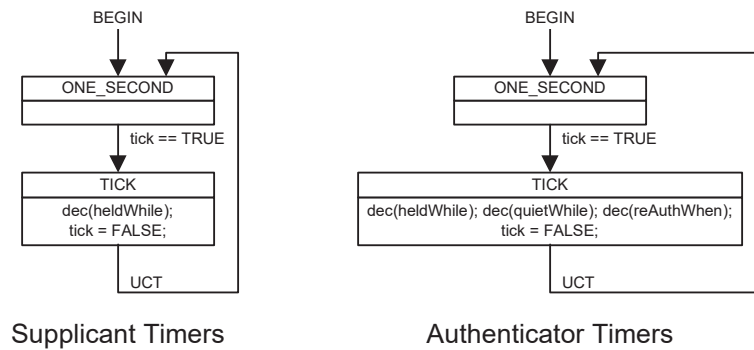 BEGIN
ONE_SECOND
tick == TRUE
TICK
dec(heldWhile);
tick = FALSE;
UCT
Supplicant Timers
BEGIN
ONE_SECOND
tick == TRUE
TICK
dec(heldWhile); dec(quietWhile); dec(reAuthWhen);
tick = FALSE;
UCT
Authenticator Timers